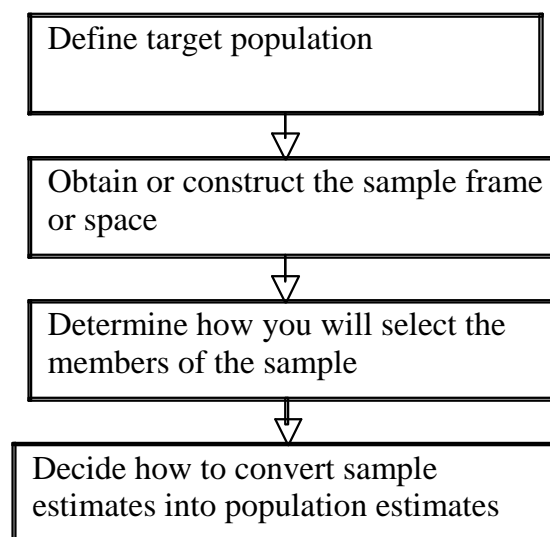 Define target population
Obtain or construct the sample frame
or space
Determine how you will select the
members of the sample
Decide how to convert sample
estimates into population estimates